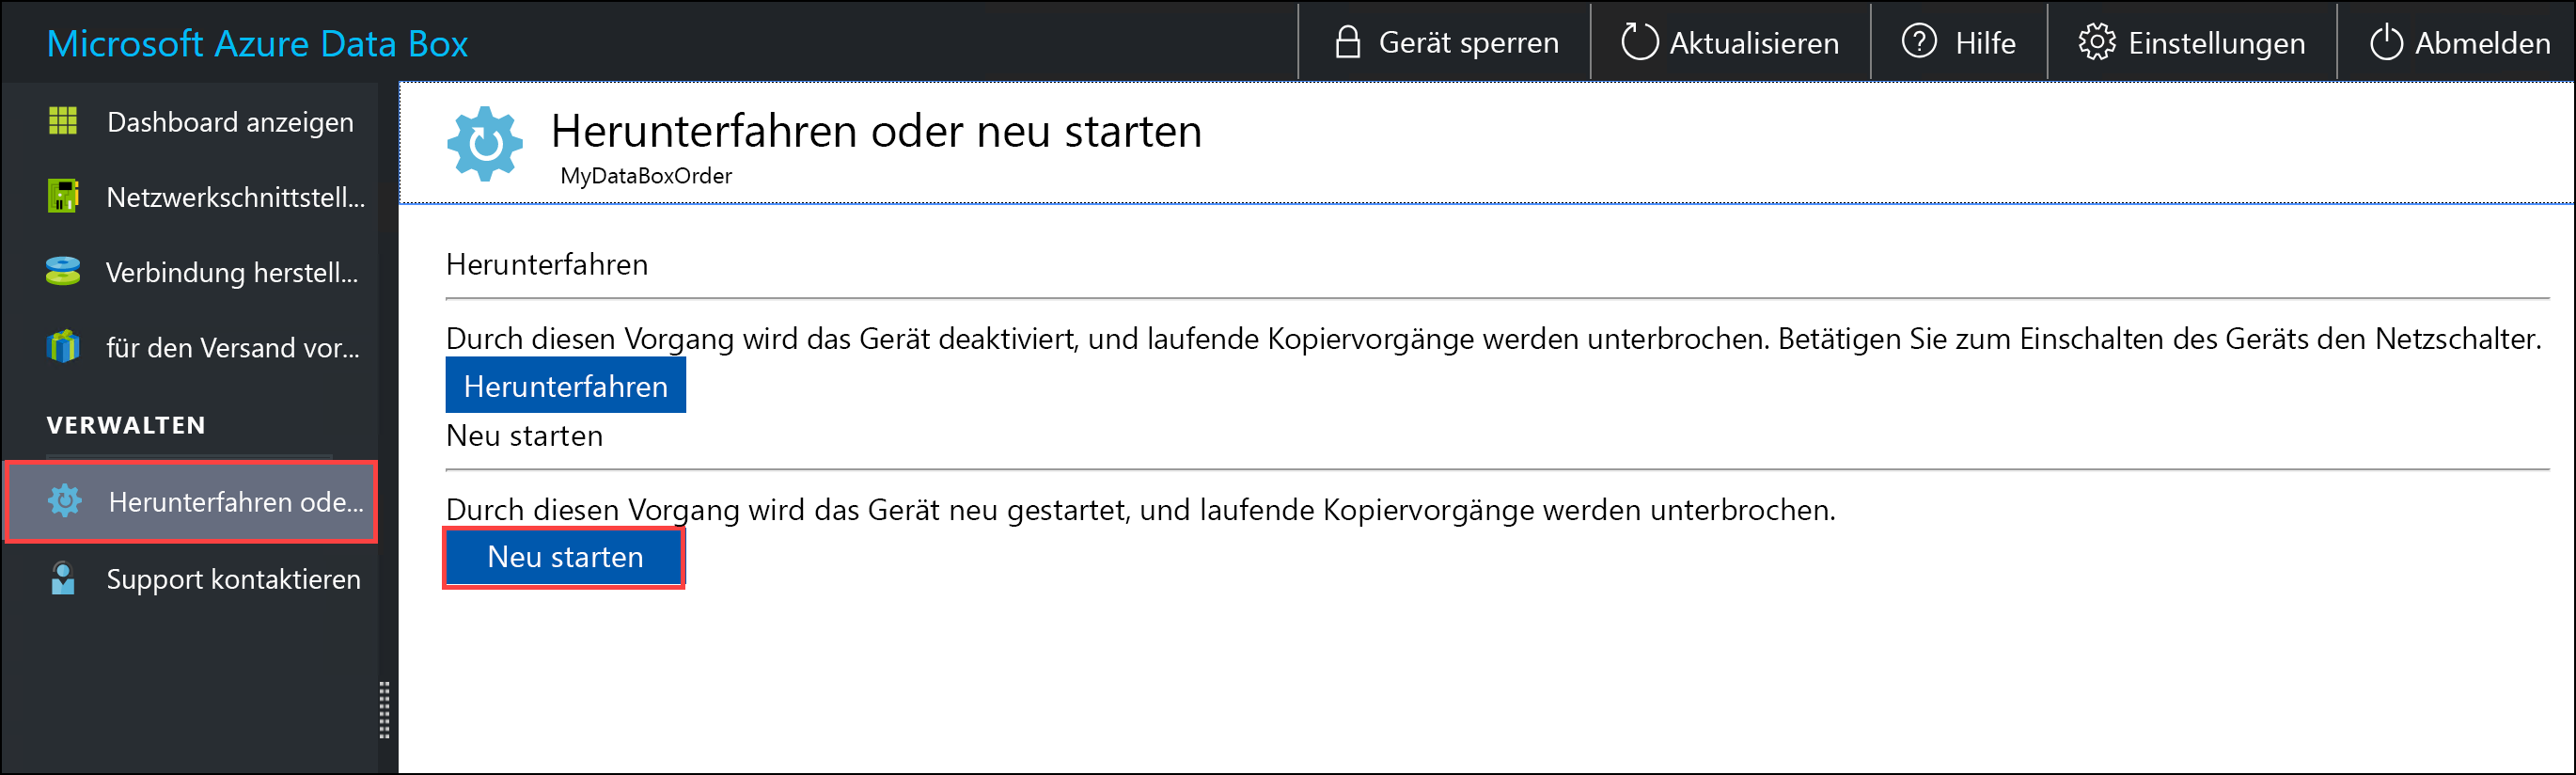 Microsoft Azure Data Box
Gerät sperren
Aktualisieren
Hilfe
Einstellungen
Abmelden
Dashboard anzeigen
Netzwerkschnittstell...
Verbindung herstell...
für den Versand vor...
VERWALTEN
Herunterfahren ode...
Support kontaktieren
Herunterfahren oder neu starten
MyDataBoxOrder
Herunterfahren
Durch diesen Vorgang wird das Gerät deaktiviert, und laufende Kopiervorgänge werden unterbrochen. Betätigen Sie zum Einschalten des Geräts den Netzschalter.
Herunterfahren
Neu starten
Durch diesen Vorgang wird das Gerät neu gestartet, und laufende Kopiervorgänge werden unterbrochen.
Neu starten